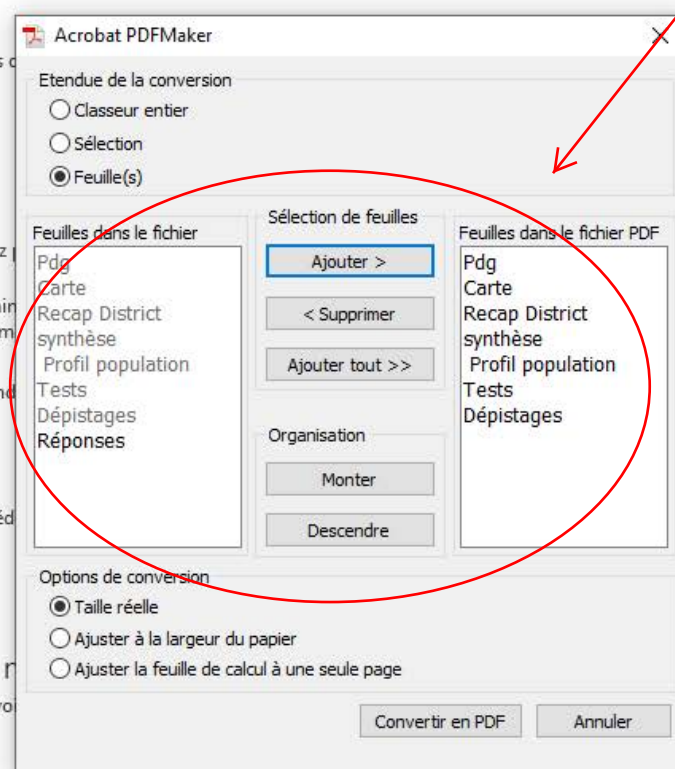 Acrobat PDFMaker
Etendue de la conversion
Classeur entier
Sélection
Feuille(s)
Feuilles dans le fichier
Pdg
Carte
Recap District
synthèse
Profil population
Tests
Dépistages
Réponses
Sélection de feuilles
Ajouter >
< Supprimer
Ajouter tout >>
Organisation
Monter
Descendre
Feuilles dans le fichier PDF
Pdg
Carte
Recap District
synthèse
Profil population
Tests
Dépistages
Options de conversion
Taille réelle
Ajuster à la largeur du papier
Ajuster la feuille de calcul à une seule page
Convertir en PDF
Annuler